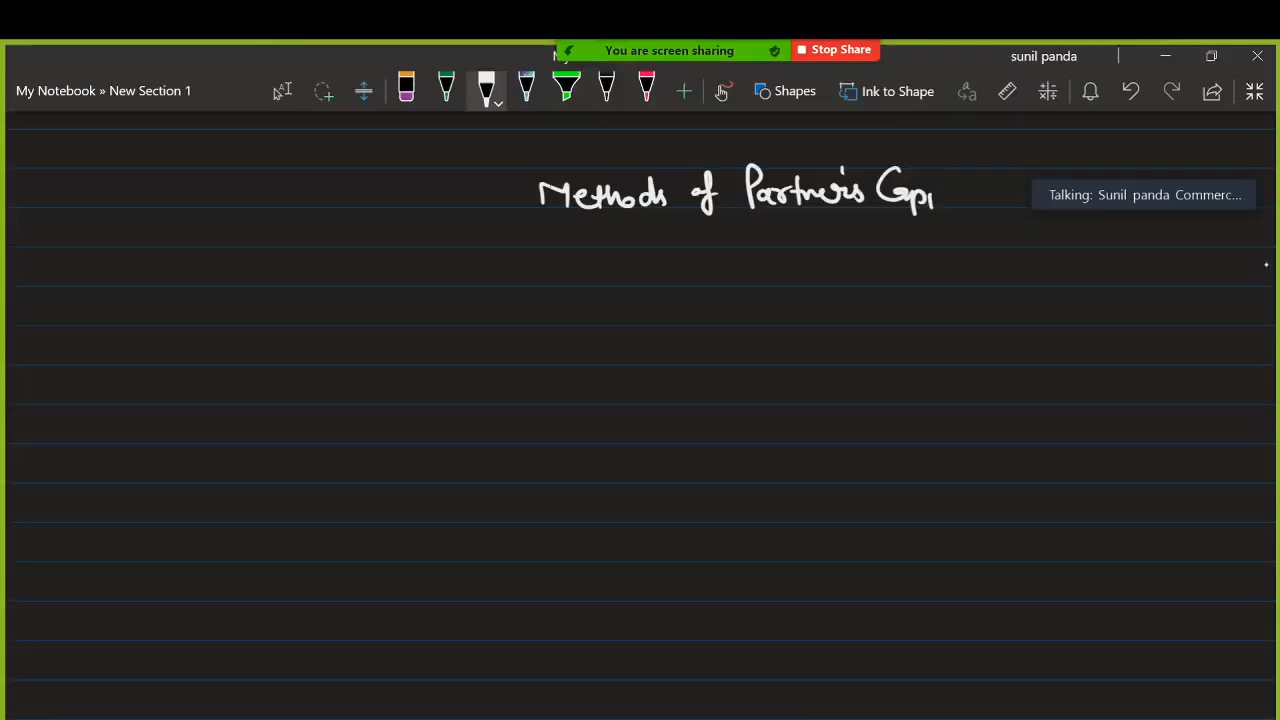 You are screen sharing
Stop Share
sunil panda
My Notebook » New Section 1
Shapes
Ink to Shape
Methods of Partner's Capi
Talking: Sunil panda Commerc...